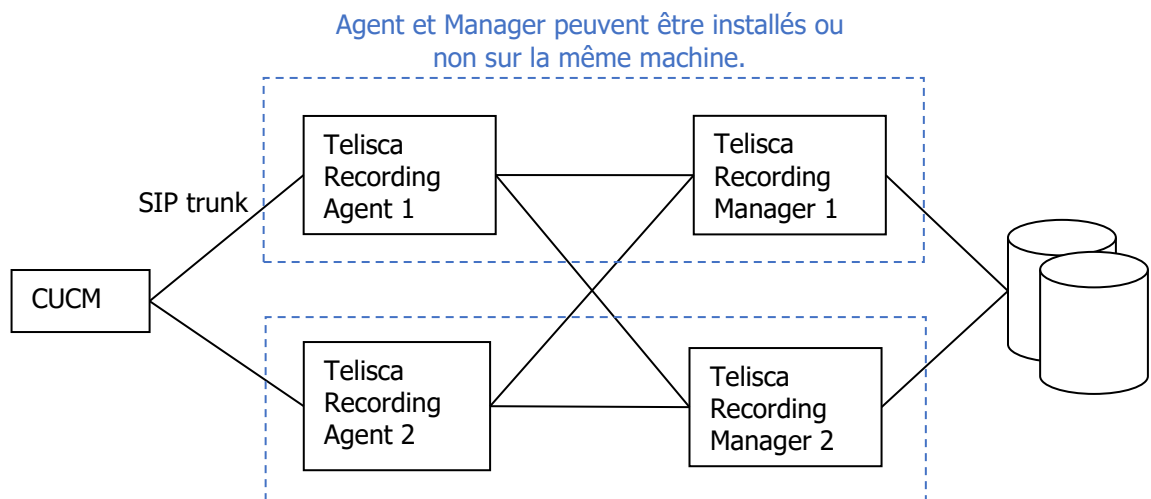 Agent et Manager peuvent être installés ou
non sur la même machine.
Telisca
Recording
Agent 1
Telisca
Recording
Manager 1
SIP trunk
CUCM
Telisca
Recording
Agent 2
Telisca
Recording
Manager 2